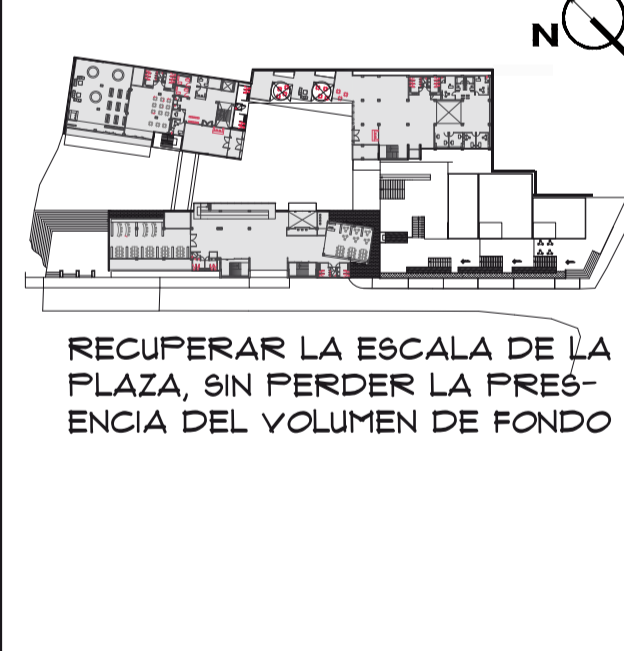 N
RECUPERAR LA ESCALA DE LA
PLAZA, SIN PERDER LA PRES-
ENCIA DEL VOLUMEN DE FONDO